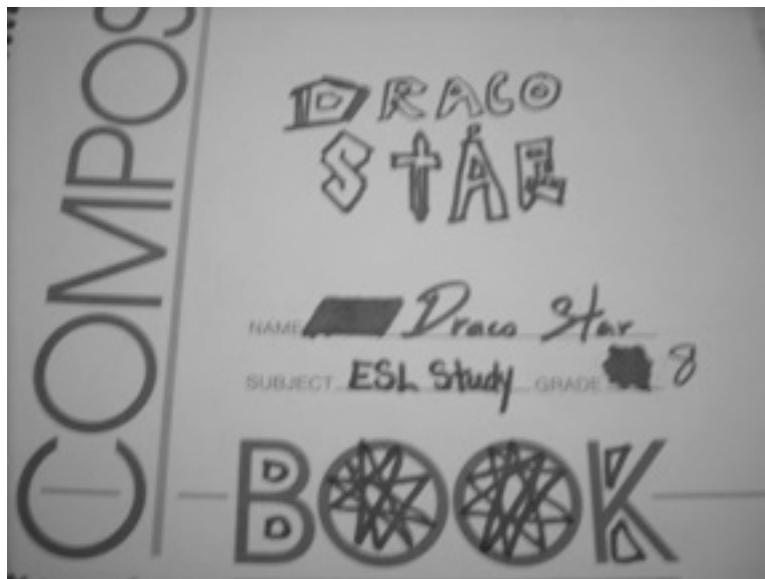 COMPOS
DRACO
STAR
NAME Draco Star
SUBJECT ESL Study GRADE 8
BOOK